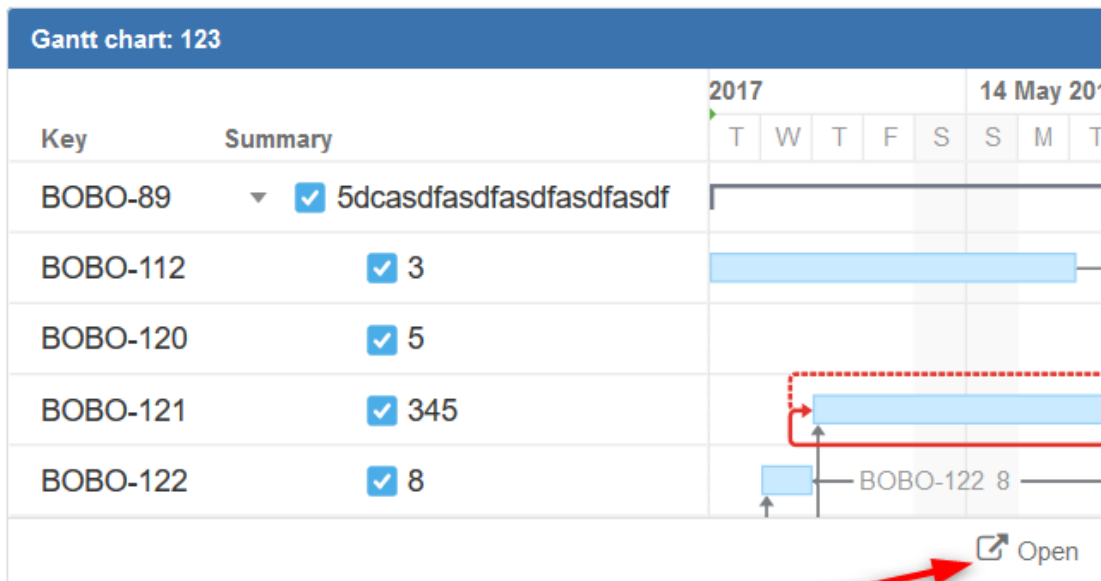 Gantt chart: 123
2017 14 May 201
Key Summary T W T F S S M T
BOBO-89 5dcasdfasdfasdfasdfasdf
BOBO-112 3
BOBO-120 5
BOBO-121 345
BOBO-122 8 BOBO-122 8
Open